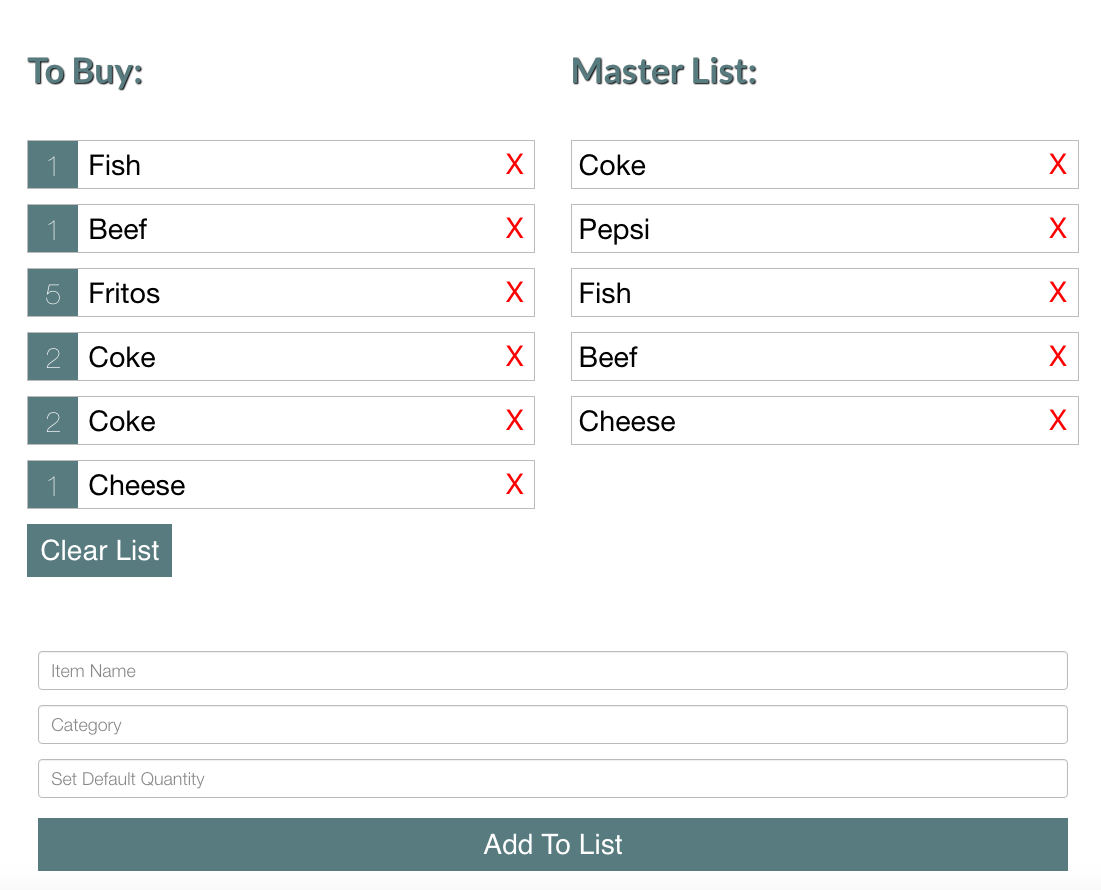 To Buy:
1 Fish X
1 Beef X
5 Fritos X
2 Coke X
2 Coke X
1 Cheese X
Clear List
Master List:
Coke X
Pepsi X
Fish X
Beef X
Cheese X
Item Name
Category
Set Default Quantity
Add To List